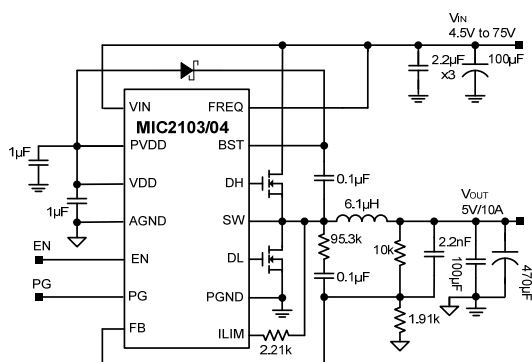 VIN
4.5V to 75V
2.2µF
x3
100µF
MIC2103/04
VIN
PVDD
VDD
AGND
EN
PG
FB
FREQ
BST
DH
SW
DL
PGND
ILIM
1µF
1µF
EN
PG
0.1µF
6.1µH
VOUT
5V/10A
95.3k
0.1µF
10k
2.2nF
100µF
470µF
1.91k
2.21k